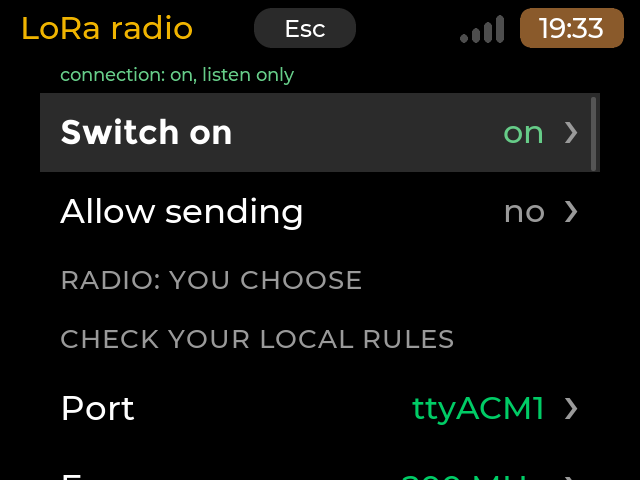 LoRa radio
Esc
19:33
connection: on, listen only
Switch on on
Allow sending no
RADIO: YOU CHOOSE
CHECK YOUR LOCAL RULES
Port ttyACM1